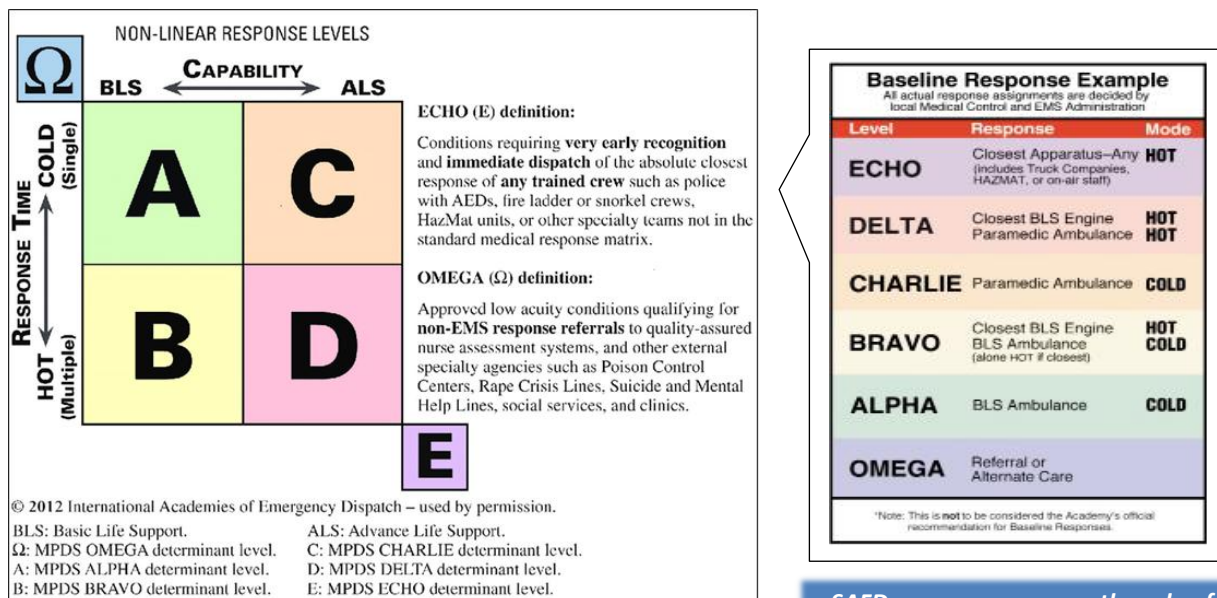 NON-LINEAR RESPONSE LEVELS
Ω
CAPABILITY
BLS
ALS
RESPONSE TIME
COLD
(Single)
HOT
(Multiple)
A
C
B
D
E
ECHO (E) definition:
Conditions requiring very early recognition
and immediate dispatch of the absolute closest
response of any trained crew such as police
with AEDs, fire ladder or snorkel crews,
HazMat units, or other specialty teams not in the
standard medical response matrix.
OMEGA (Ω) definition:
Approved low acuity conditions qualifying for
non-EMS response referrals to quality-assured
nurse assessment systems, and other external
specialty agencies such as Poison Control
Centers, Rape Crisis Lines, Suicide and Mental
Help Lines, social services, and clinics.
© 2012 International Academies of Emergency Dispatch – used by permission.
BLS: Basic Life Support.
Ω: MPDS OMEGA determinant level.
A: MPDS ALPHA determinant level.
B: MPDS BRAVO determinant level.
ALS: Advance Life Support.
C: MPDS CHARLIE determinant level.
D: MPDS DELTA determinant level.
E: MPDS ECHO determinant level.
Baseline Response Example
All actual response assignments are decided by
local Medical Control and EMS Administration
Level Response Mode
ECHO Closest Apparatus–Any HOT
(includes Truck Companies,
HAZMAT, or on-air staff)
DELTA Closest BLS Engine HOT
Paramedic Ambulance HOT
CHARLIE Paramedic Ambulance COLD
BRAVO Closest BLS Engine HOT
BLS Ambulance COLD
(alone HOT if closest)
ALPHA BLS Ambulance COLD
OMEGA Referral or
Alternate Care
*Note: This is not to be considered the Academy's official
recommendation for Baseline Responses.